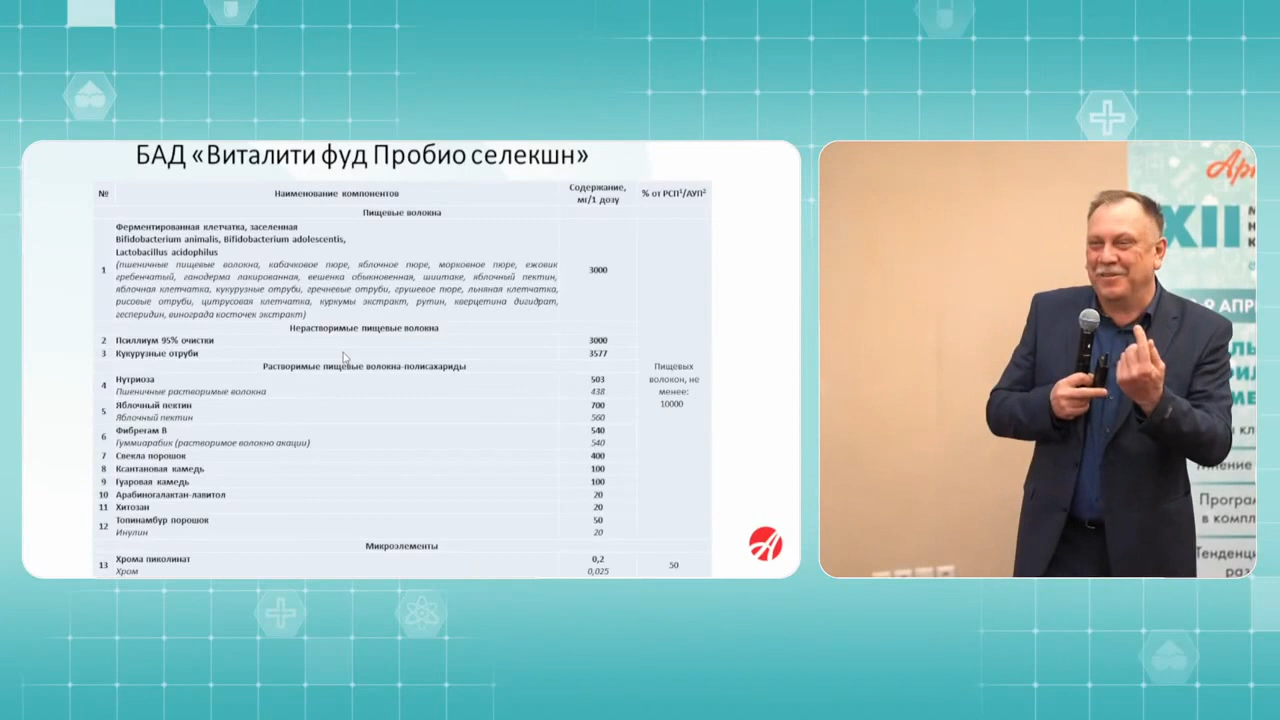 БАД «Виталити фуд Пробио селекшн»
№ Наименование компонентов Содержание, мг/1 дозу % от РСП¹/АУП²
Пищевые волокна
1 Ферментированная клетчатка, заселенная
Bifidobacterium animalis, Bifidobacterium adolescentis,
Lactobacillus acidophilus
(пшеничные пищевые волокна, кабачковое пюре, яблочное пюре, морковное пюре, ежовик
гребенчатый, ганодерма лакированная, вешенка обыкновенная, шиитаке, яблочный пектин,
яблочная клетчатка, кукурузные отруби, гречневые отруби, грушевое пюре, льняная клетчатка,
рисовые отруби, цитрусовая клетчатка, куркумы экстракт, рутин, кверцетина дигидрат,
гесперидин, винограда косточек экстракт)
3000
Нерастворимые пищевые волокна
2 Псиллиум 95% очистки 3000
3 Кукурузные отруби 3577
Растворимые пищевые волокна-полисахариды
4 Нутриоза 503
Пшеничные растворимые волокна 438
5 Яблочный пектин 700
Яблочный пектин 560
6 Фибрегам В 540
Гуммиарабик (растворимое волокно акации) 540
7 Свекла порошок 400
8 Ксантановая камедь 100
9 Гуаровая камедь 100
10 Арабиногалактан-лавитол 20
11 Хитозан 20
12 Топинамбур порошок 50
Инулин 20
Пищевых
волокон, не
менее:
10000
Микроэлементы
13 Хрома пиколинат 0,2
Хром 0,025
50
XII
9 АПР
Програм
в компл
Тенденц
раз